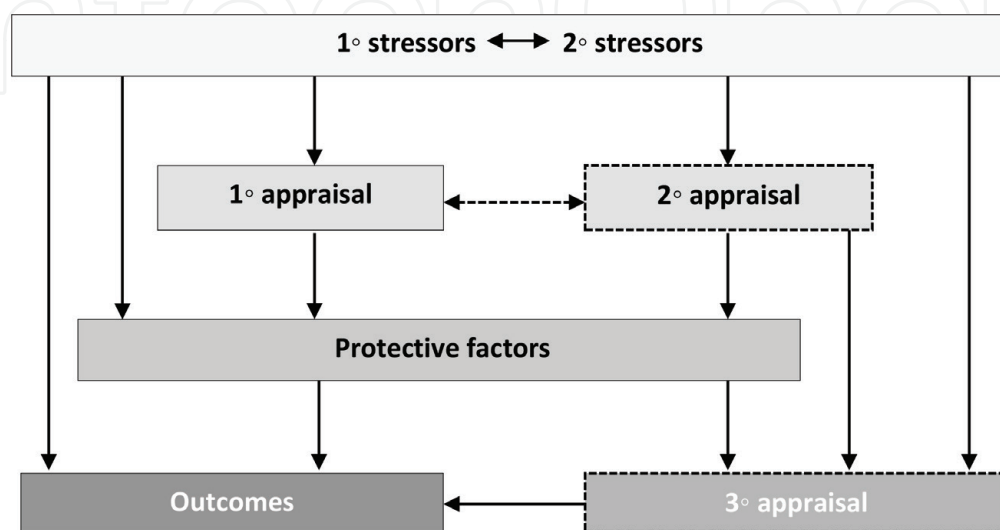 1◦ stressors ↔ 2◦ stressors
1◦ appraisal
2◦ appraisal
Protective factors
Outcomes
3◦ appraisal